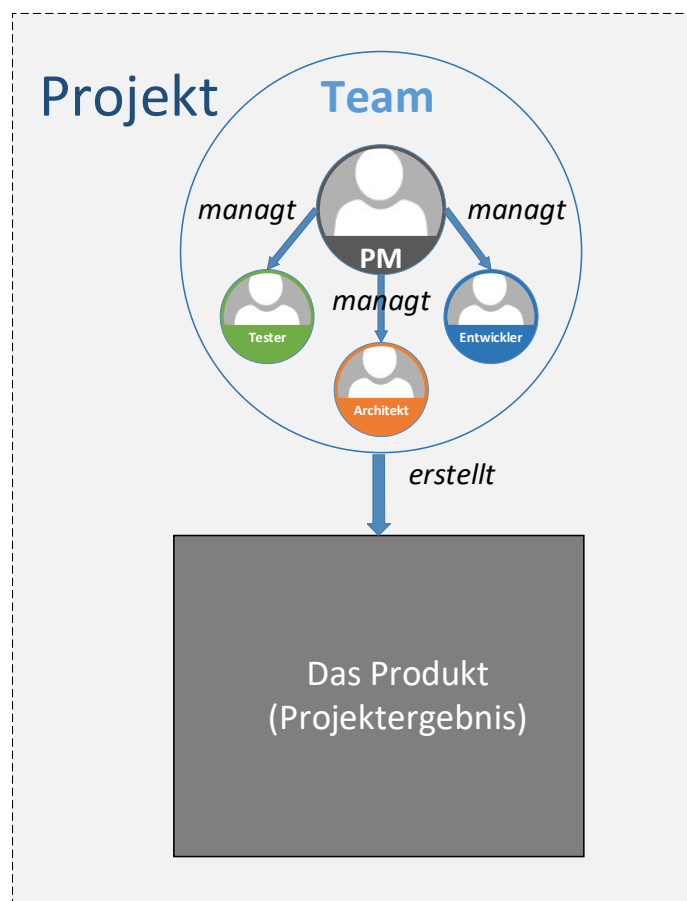 Projekt
Team
managt
managt
PM
managt
Tester
Entwickler
Architekt
erstellt
Das Produkt
(Projektergebnis)